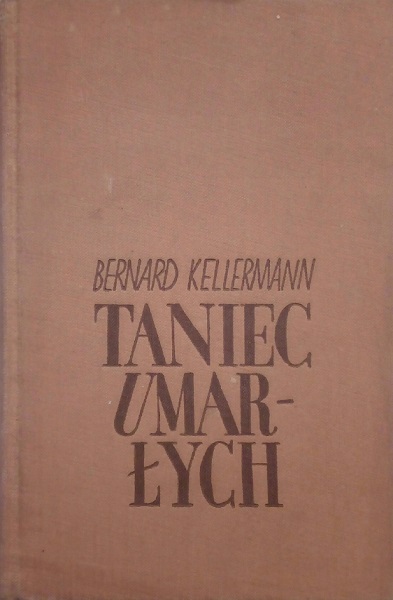 BERNARD KELLERMANN
TANIEC
UMAR-
ŁYCH